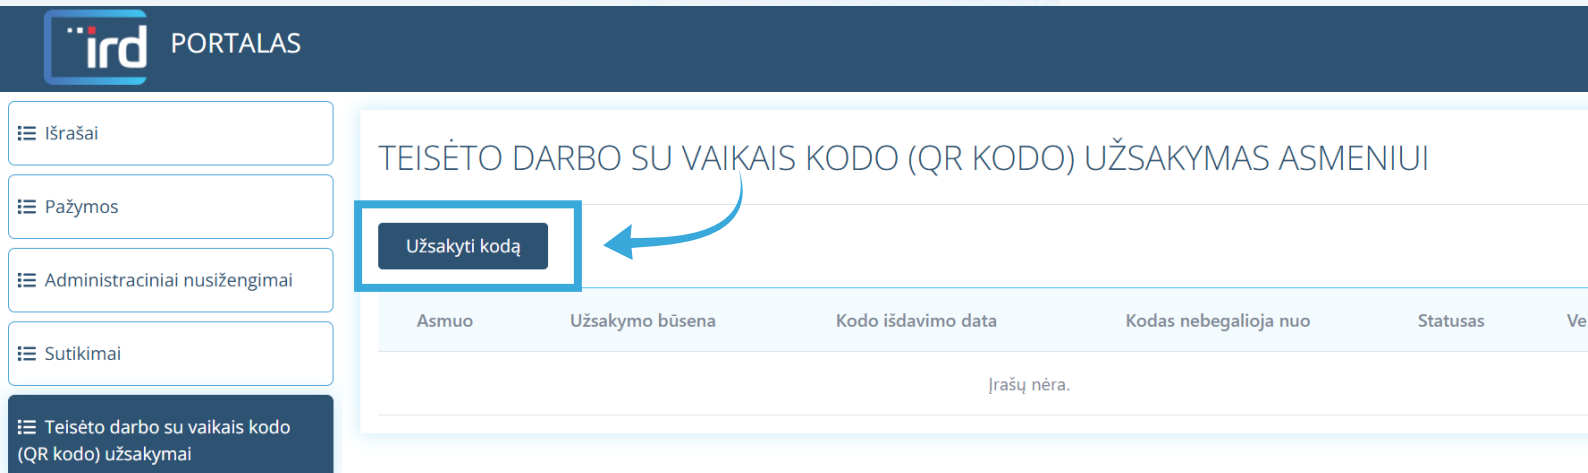 ird PORTALAS
Išrašai
Pažymos
Administraciniai nusižengimai
Sutikimai
Teisėto darbo su vaikais kodo
(QR kodo) užsakymai
TEISĖTO DARBO SU VAIKAIS KODO (QR KODO) UŽSAKYMAS ASMENIUI
Užsakyti kodą
Asmuo Užsakymo būsena Kodo išdavimo data Kodas nebegalioja nuo Statusas Ve
Įrašų nėra.